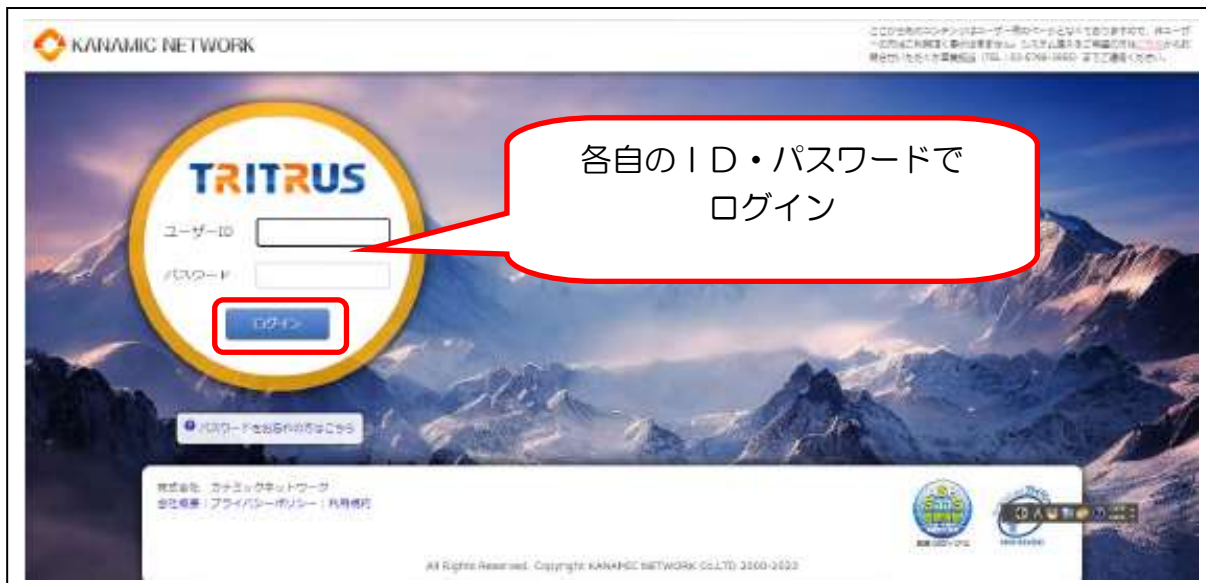 KANAMIC NETWORK
TRITRUS
各自のＩＤ・パスワードで
ログイン
ユーザーID
パスワード
ログイン
パスワードをお忘れの方はこちら
株式会社 カナミックネットワーク
会社概要 | プライバシーポリシー | 利用規約
All Rights Reserved. Copyright KANAMIC NETWORK Co.LTD 2000-2023